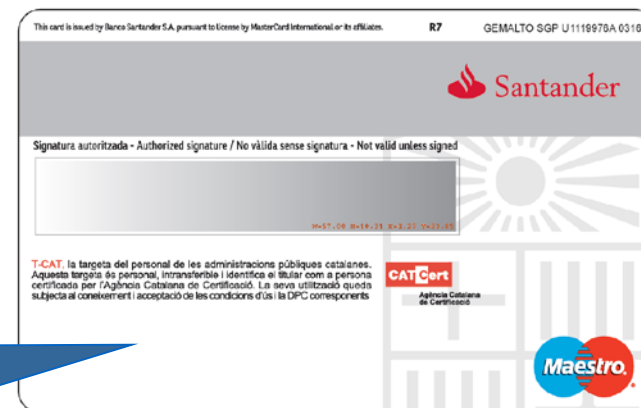 This card is issued by Banco Santander S.A. pursuant to license by MasterCard International or its affiliates. R7 GEMALTO SGP U1119976A 0316
Santander
Signatura autoritzada - Authorized signature / No vàlida sense signatura - Not valid unless signed
T-CAT, la targeta del personal de les administracions públiques catalanes.
Aquesta targeta és personal, intransferible i identifica el titular com a persona
certificada per l'Agència Catalana de Certificació. La seva utilització queda
subjecta al coneixement i acceptació de les condicions d'ús i la DPC corresponents
CATCert
Agència Catalana
de Certificació
Maestro